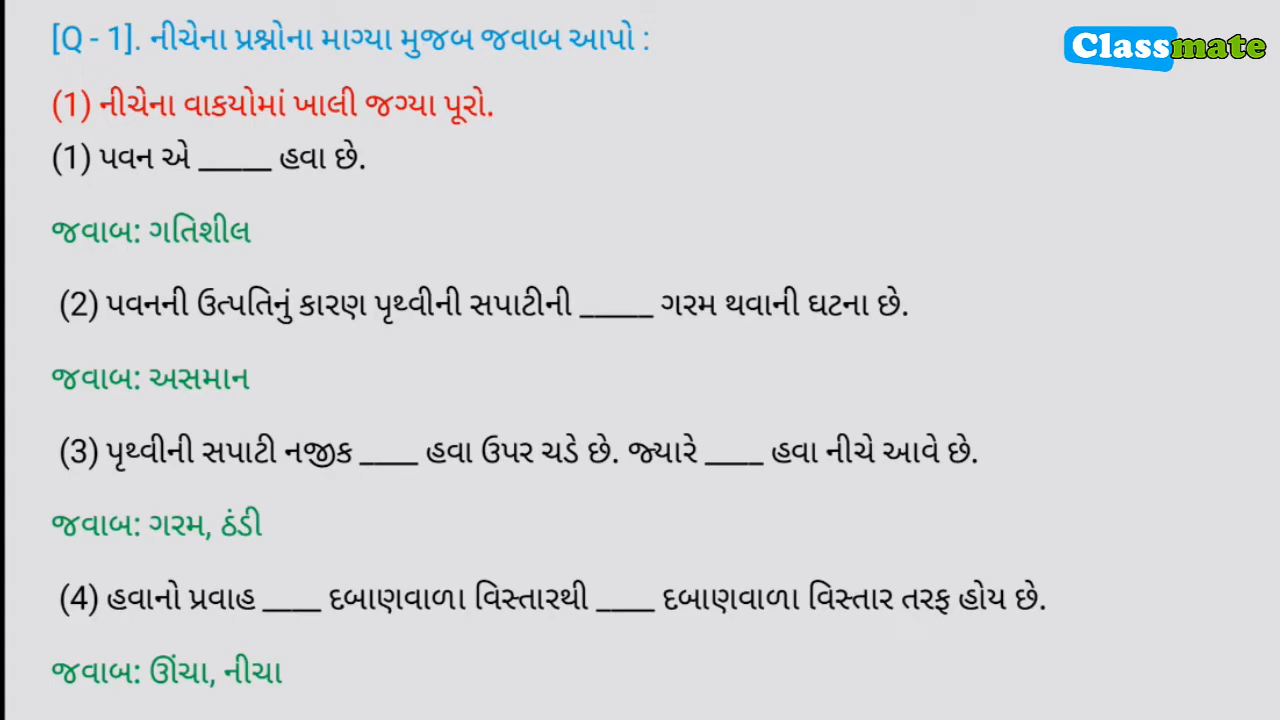 [Q - 1]. નીચેના પ્રશ્નોના માગ્યા મુજબ જવાબ આપો :
Classmate
(1) નીચેના વાકયોમાં ખાલી જગ્યા પૂરો.
(1) પવન એ _____ હવા છે.
જવાબ: ગતિશીલ
(2) પવનની ઉત્પતિનું કારણ પૃથ્વીની સપાટીની _____ ગરમ થવાની ઘટના છે.
જવાબ: અસમાન
(3) પૃથ્વીની સપાટી નજીક ____ હવા ઉપર ચડે છે. જ્યારે ____ હવા નીચે આવે છે.
જવાબ: ગરમ, ઠંડી
(4) હવાનો પ્રવાહ ____ દબાણવાળા વિસ્તારથી ____ દબાણવાળા વિસ્તાર તરફ હોય છે.
જવાબ: ઊંચા, નીચા